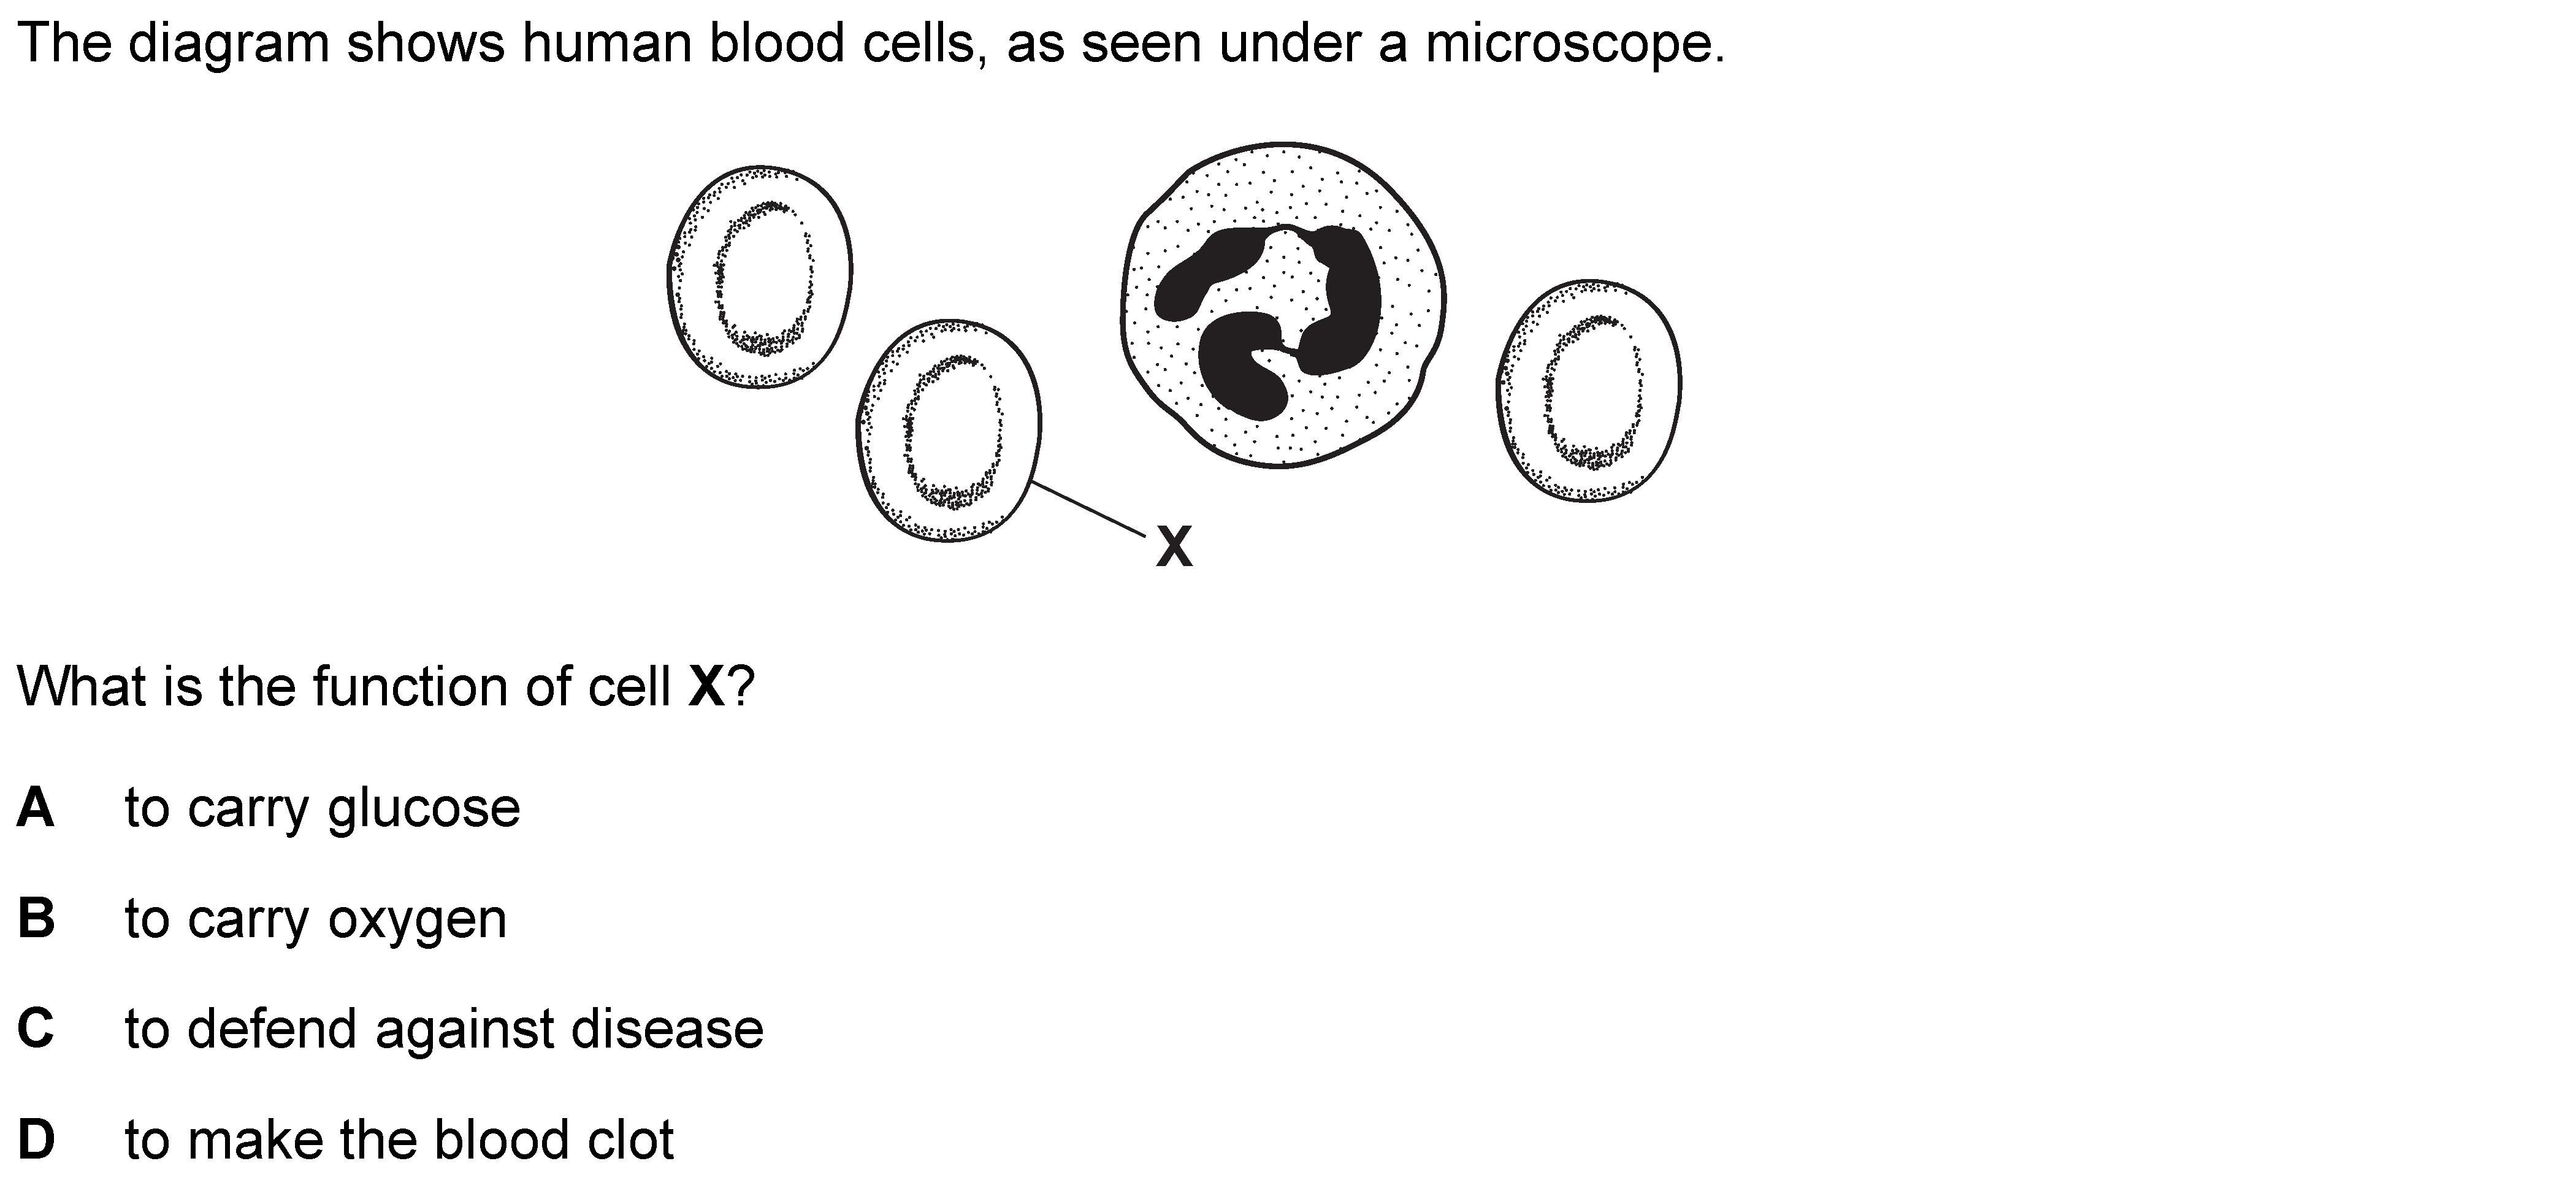 The diagram shows human blood cells, as seen under a microscope.
X
What is the function of cell X?
A to carry glucose
B to carry oxygen
C to defend against disease
D to make the blood clot